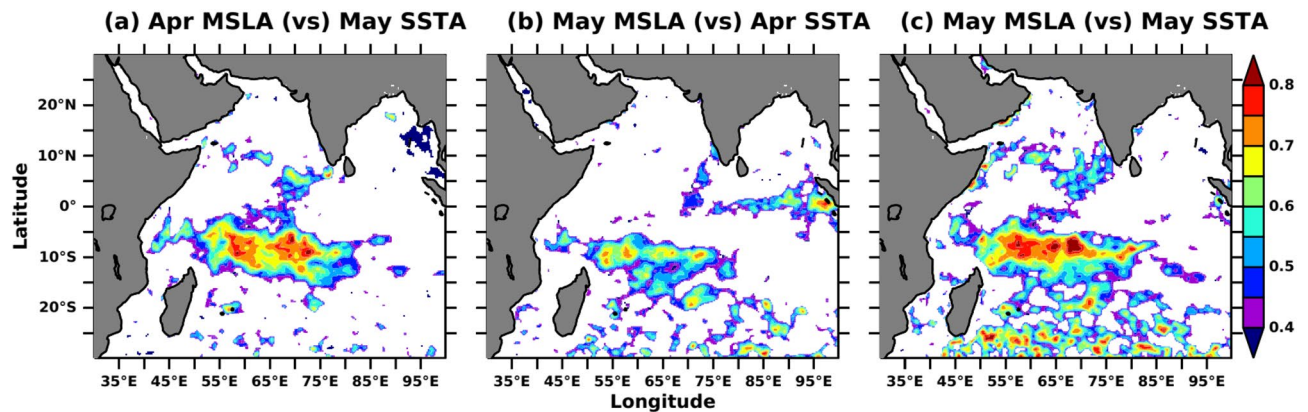 (a) Apr MSLA (vs) May SSTA
(b) May MSLA (vs) Apr SSTA
(c) May MSLA (vs) May SSTA
Latitude
20°N
10°N
0°
10°S
20°S
35°E 45°E 55°E 65°E 75°E 85°E 95°E
35°E 45°E 55°E 65°E 75°E 85°E 95°E
35°E 45°E 55°E 65°E 75°E 85°E 95°E
Longitude
0.8
0.7
0.6
0.5
0.4